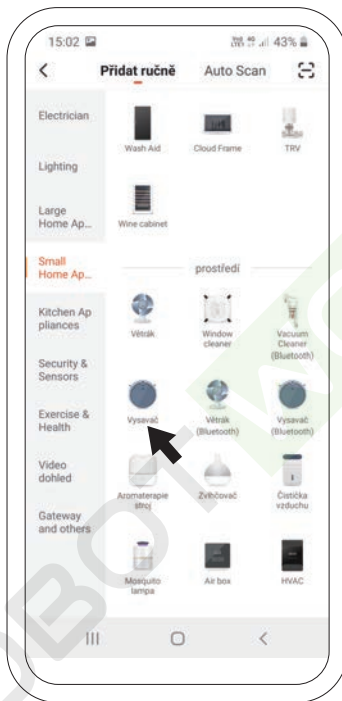 15:02 43%
Přidat ručně Auto Scan
Electrician
Lighting
Large
Home Ap...
Small
Home Ap...
Kitchen Ap
pliances
Security &
Sensors
Exercise &
Health
Video
dohled
Gateway
and others
Wash Aid Cloud Frame TRV
Wine cabinet
prostředí
Větrák Window
cleaner Vacuum
Cleaner
(Bluetooth)
Vysavač Větrák
(Bluetooth) Vysavač
(Bluetooth)
Aromaterapie
stroj Zvlhčovač Čistička
vzduchu
Mosquito
lampa Air box HVAC